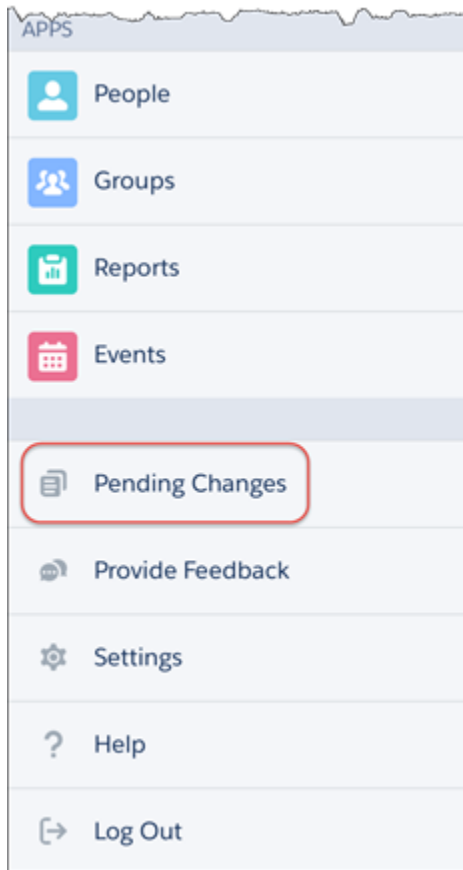 APPS
People
Groups
Reports
Events
Pending Changes
Provide Feedback
Settings
Help
Log Out